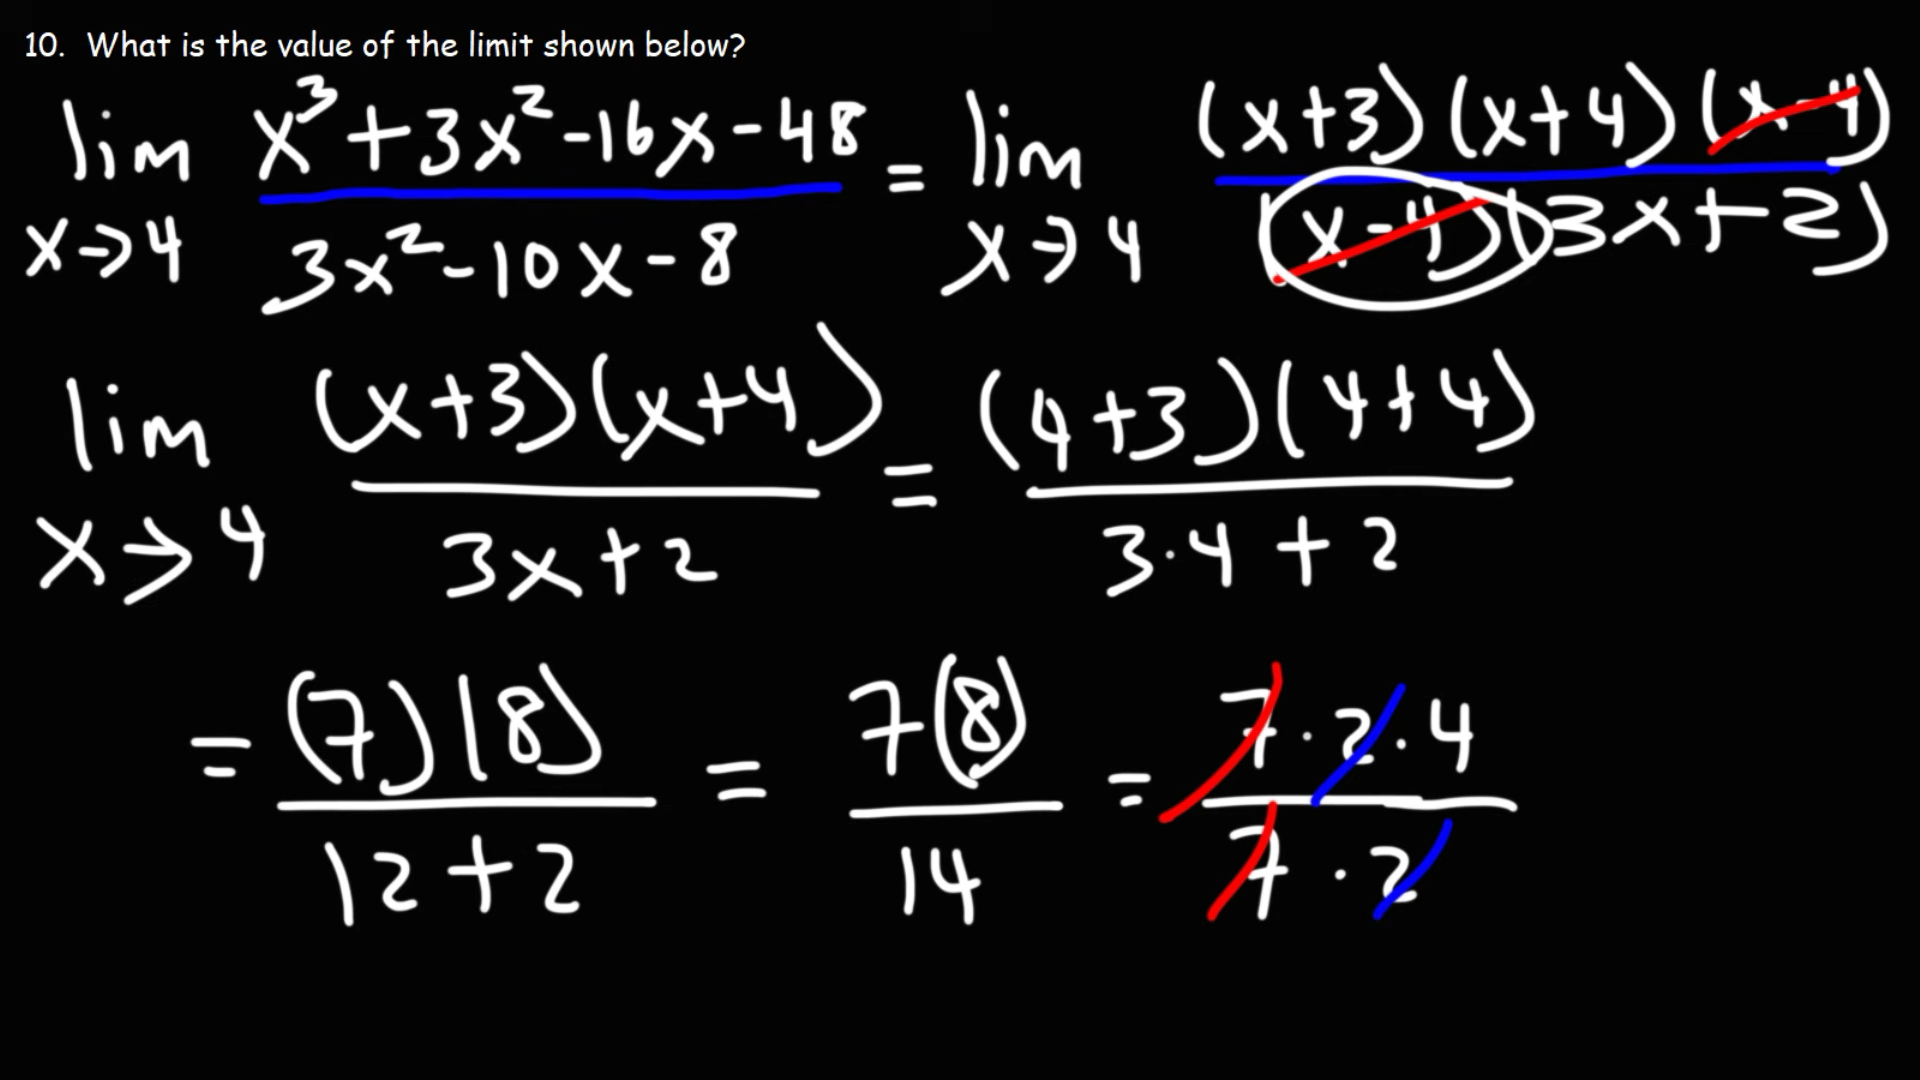 10. What is the value of the limit shown below?
lim x→4 (x³+3x²-16x-48)/(3x²-10x-8) = lim x→4 (x+3)(x+4)(x-4)/(x-4)(3x+2)
lim x→4 (x+3)(x+4)/(3x+2) = (4+3)(4+4)/(3·4+2)
= (7)(8)/(12+2) = 7(8)/14 = 7·2·4/7·2